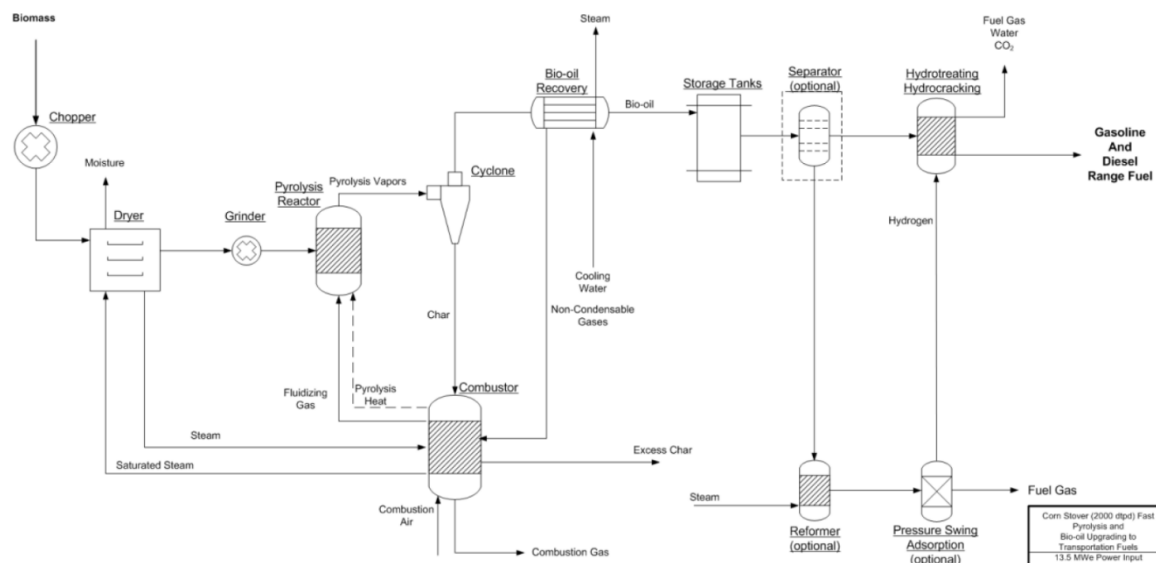 Biomass
Chopper
Moisture
Dryer
Grinder
Pyrolysis
Reactor
Pyrolysis Vapors
Cyclone
Steam
Bio-oil
Recovery
Bio-oil
Storage Tanks
Separator
(optional)
Hydrotreating
Hydrocracking
Fuel Gas
Water
CO₂
Gasoline
And
Diesel
Range Fuel
Hydrogen
Cooling
Water
Non-Condensable
Gases
Char
Fluidizing
Gas
Pyrolysis
Heat
Combustor
Steam
Saturated Steam
Excess Char
Combustion
Air
Combustion Gas
Steam
Reformer
(optional)
Pressure Swing
Adsorption
(optional)
Fuel Gas
Corn Stover (2000 dtpd) Fast
Pyrolysis and
Bio-oil Upgrading to
Transportation Fuels
13.5 MWe Power Input